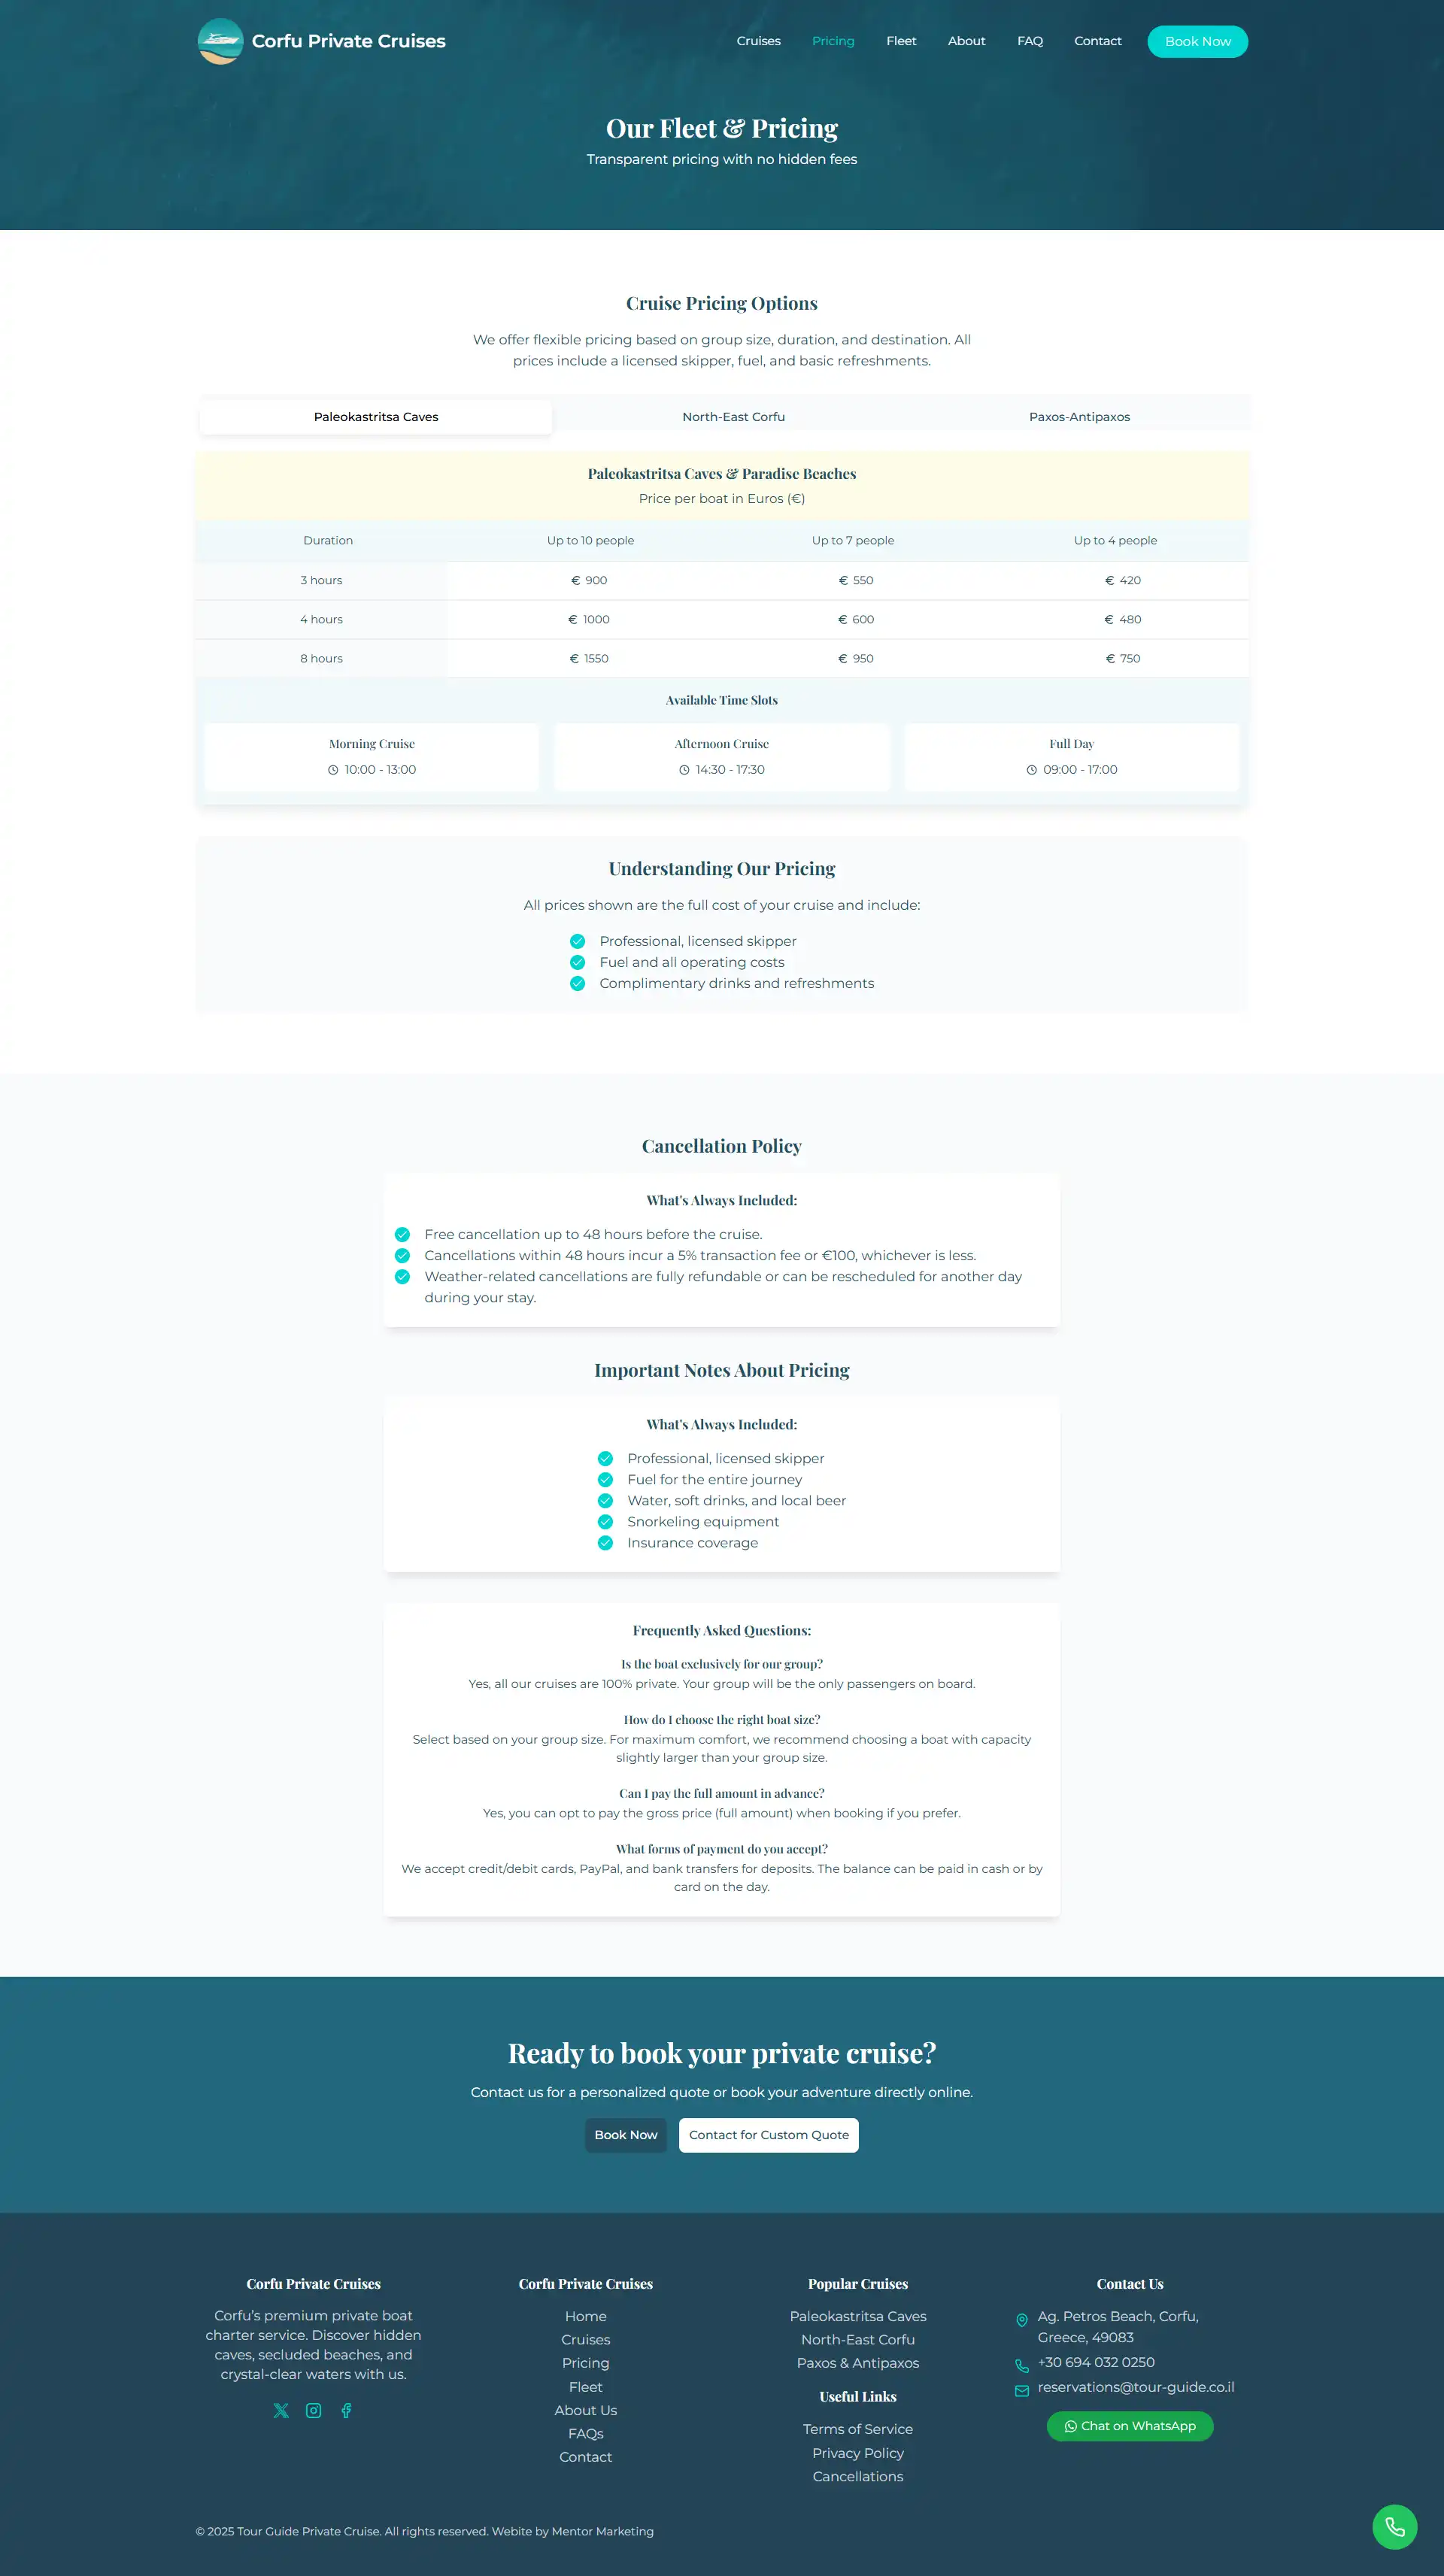 Corfu Private Cruises
Cruises Pricing Fleet About FAQ Contact Book Now
Our Fleet & Pricing
Transparent pricing with no hidden fees
Cruise Pricing Options
We offer flexible pricing based on group size, duration, and destination. All
prices include a licensed skipper, fuel, and basic refreshments.
Paleokastritsa Caves North-East Corfu Paxos-Antipaxos
Paleokastritsa Caves & Paradise Beaches
Price per boat in Euros (€)
Duration Up to 10 people Up to 7 people Up to 4 people
3 hours € 900 € 550 € 420
4 hours € 1000 € 600 € 480
8 hours € 1550 € 950 € 750
Available Time Slots
Morning Cruise Afternoon Cruise Full Day
10:00 - 13:00 14:30 - 17:30 09:00 - 17:00
Understanding Our Pricing
All prices shown are the full cost of your cruise and include:
Professional, licensed skipper
Fuel and all operating costs
Complimentary drinks and refreshments
Cancellation Policy
What's Always Included:
Free cancellation up to 48 hours before the cruise.
Cancellations within 48 hours incur a 5% transaction fee or €100, whichever is less.
Weather-related cancellations are fully refundable or can be rescheduled for another day
during your stay.
Important Notes About Pricing
What's Always Included:
Professional, licensed skipper
Fuel for the entire journey
Water, soft drinks, and local beer
Snorkeling equipment
Insurance coverage
Frequently Asked Questions:
Is the boat exclusively for our group?
Yes, all our cruises are 100% private. Your group will be the only passengers on board.
How do I choose the right boat size?
Select based on your group size. For maximum comfort, we recommend choosing a boat with capacity
slightly larger than your group size.
Can I pay the full amount in advance?
Yes, you can opt to pay the gross price (full amount) when booking if you prefer.
What forms of payment do you accept?
We accept credit/debit cards, PayPal, and bank transfers for deposits. The balance can be paid in cash or by
card on the day.
Ready to book your private cruise?
Contact us for a personalized quote or book your adventure directly online.
Book Now Contact for Custom Quote
Corfu Private Cruises
Corfu's premium private boat
charter service. Discover hidden
caves, secluded beaches, and
crystal-clear waters with us.
Corfu Private Cruises
Home
Cruises
Pricing
Fleet
About Us
FAQs
Contact
Popular Cruises
Paleokastritsa Caves
North-East Corfu
Paxos & Antipaxos
Useful Links
Terms of Service
Privacy Policy
Cancellations
Contact Us
Ag. Petros Beach, Corfu,
Greece, 49083
+30 694 032 0250
reservations@tour-guide.co.il
Chat on WhatsApp
© 2025 Tour Guide Private Cruise. All rights reserved. Webite by Mentor Marketing